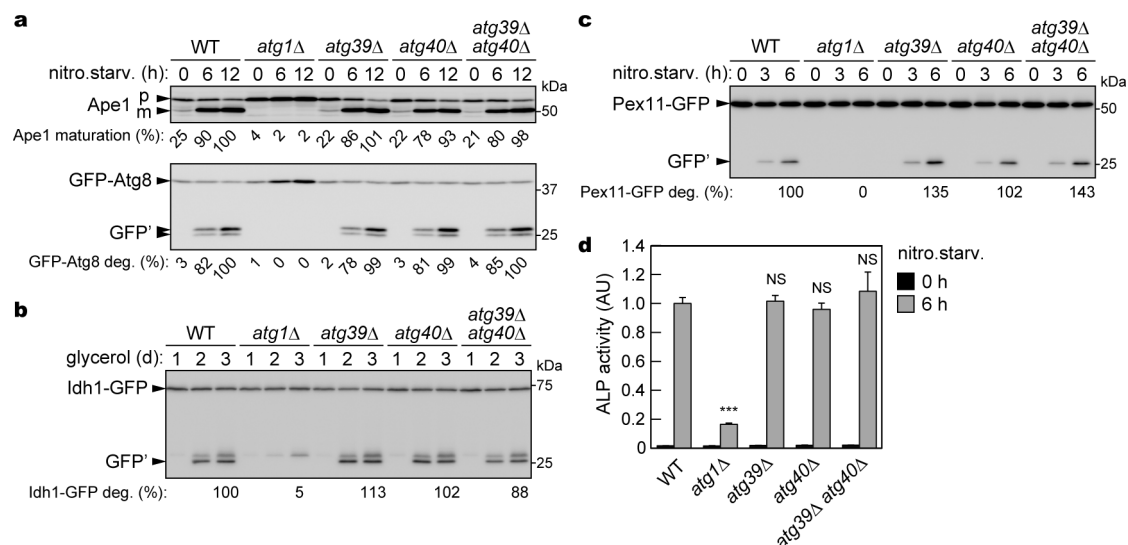 a
atg39Δ
WT atg1Δ atg39Δ atg40Δ atg40Δ
nitro.starv. (h): 0 6 12 0 6 12 0 6 12 0 6 12 0 6 12
kDa
Ape1 p
m
50
Ape1 maturation (%): 25 90 100 4 2 2 22 86 101 22 78 93 21 80 98
GFP-Atg8
37
GFP'
25
GFP-Atg8 deg. (%): 3 82 100 1 0 0 2 78 99 3 81 99 4 85 100
b
atg39Δ
WT atg1Δ atg39Δ atg40Δ atg40Δ
glycerol (d): 1 2 3 1 2 3 1 2 3 1 2 3 1 2 3
kDa
Idh1-GFP 75
GFP' 25
Idh1-GFP deg. (%): 100 5 113 102 88
c
atg39Δ
WT atg1Δ atg39Δ atg40Δ atg40Δ
nitro.starv. (h): 0 3 6 0 3 6 0 3 6 0 3 6 0 3 6
kDa
Pex11-GFP 50
GFP' 25
Pex11-GFP deg. (%): 100 0 135 102 143
d
ALP activity (AU)
1.4
1.2
1.0
0.8
0.6
0.4
0.2
0
***
NS
NS
NS
nitro.starv.
0 h
6 h
WT
atg1Δ
atg39Δ
atg40Δ
atg39Δ atg40Δ